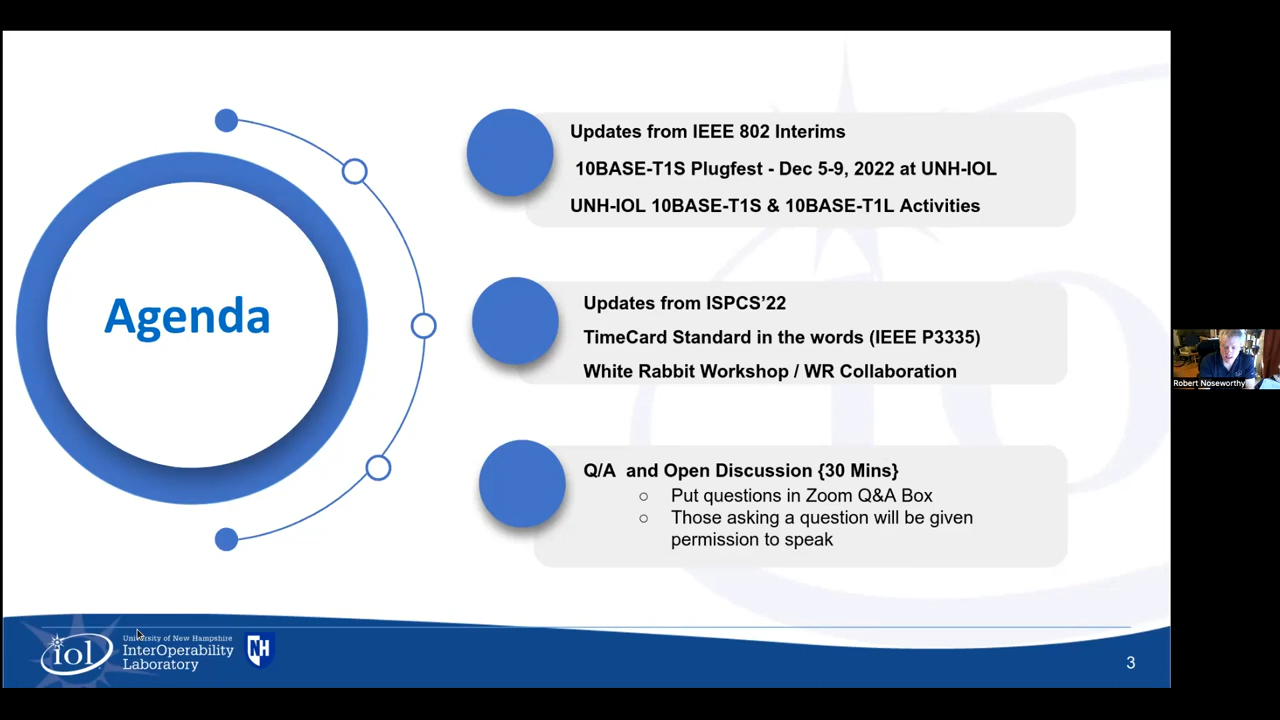 Agenda
Updates from IEEE 802 Interims
10BASE-T1S Plugfest - Dec 5-9, 2022 at UNH-IOL
UNH-IOL 10BASE-T1S & 10BASE-T1L Activities
Updates from ISPCS’22
TimeCard Standard in the words (IEEE P3335)
White Rabbit Workshop / WR Collaboration
Q/A and Open Discussion {30 Mins}
○ Put questions in Zoom Q&A Box
○ Those asking a question will be given
permission to speak
Robert Noseworthy
iol
University of New Hampshire
InterOperability
Laboratory
NH
3